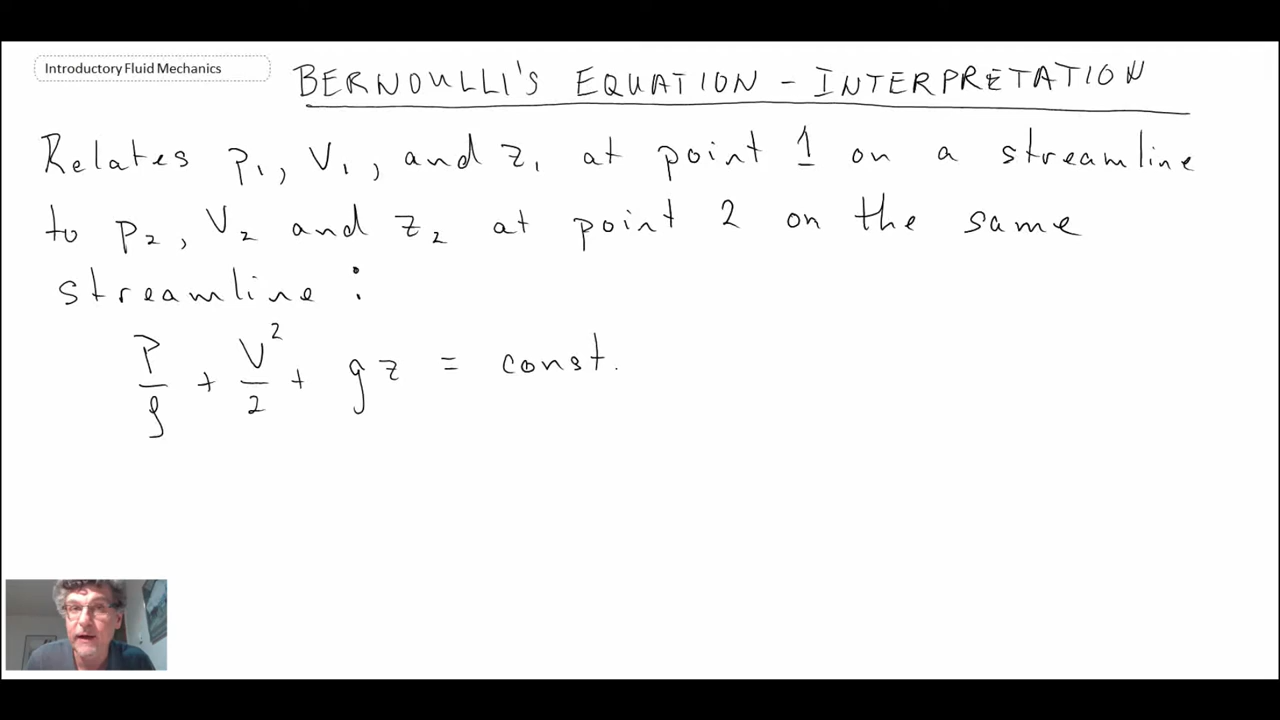 Introductory Fluid Mechanics
BERNOULLI'S EQUATION - INTERPRETATION
Relates p₁, V₁, and z₁ at point 1 on a streamline
to p₂, V₂ and z₂ at point 2 on the same
streamline :
P/ρ + V²/2 + gz = const.